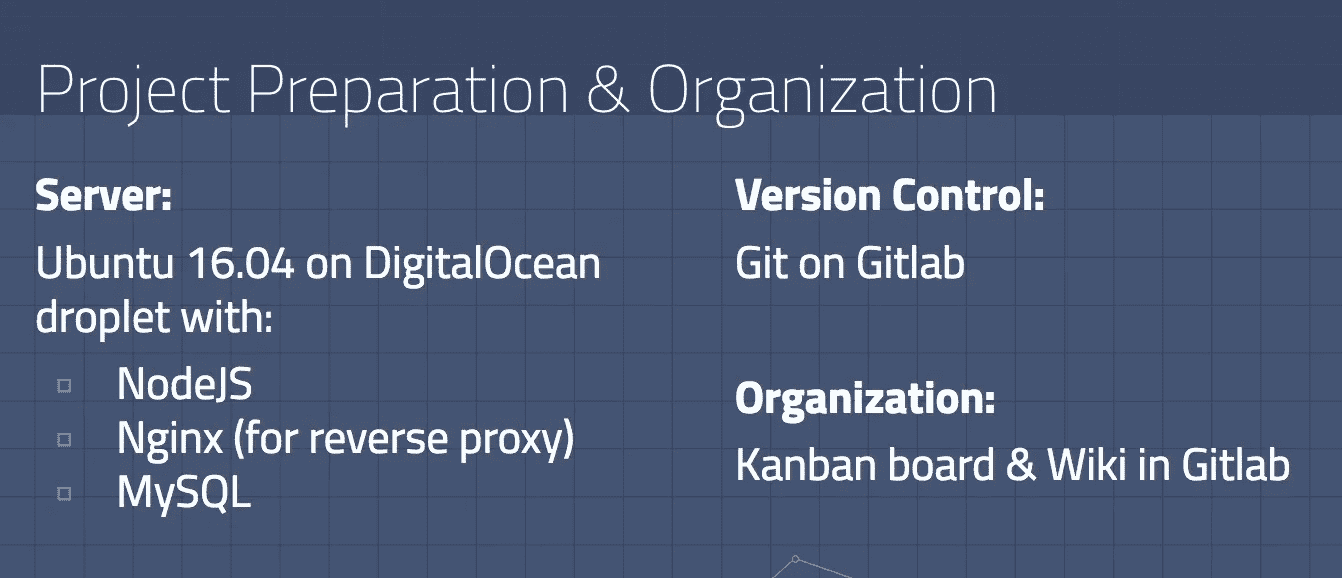 Project Preparation & Organization
Server:
Ubuntu 16.04 on DigitalOcean
droplet with:
NodeJS
Nginx (for reverse proxy)
MySQL
Version Control:
Git on Gitlab
Organization:
Kanban board & Wiki in Gitlab